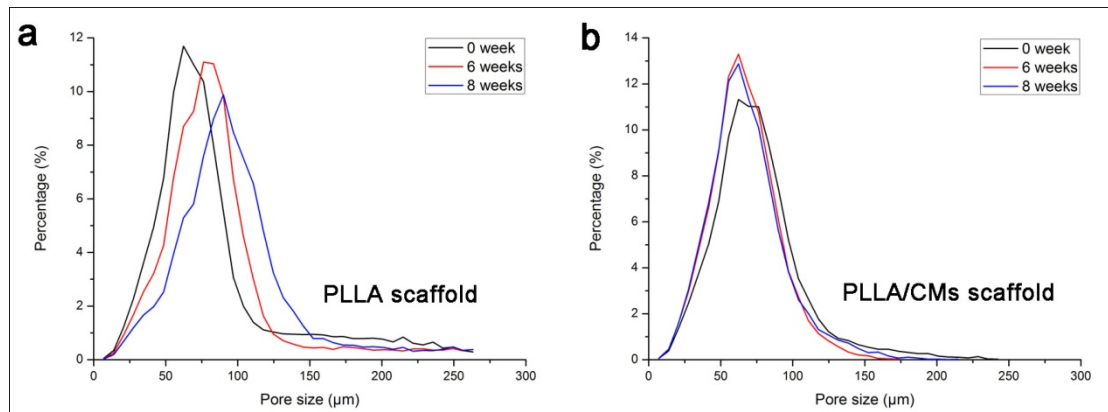 a
12
10
8
6
4
2
0
Percentage (%)
0 50 100 150 200 250 300
Pore size (µm)
0 week
6 weeks
8 weeks
PLLA scaffold
b
14
12
10
8
6
4
2
0
Percentage (%)
0 50 100 150 200 250 300
Pore size (µm)
0 week
6 weeks
8 weeks
PLLA/CMs scaffold